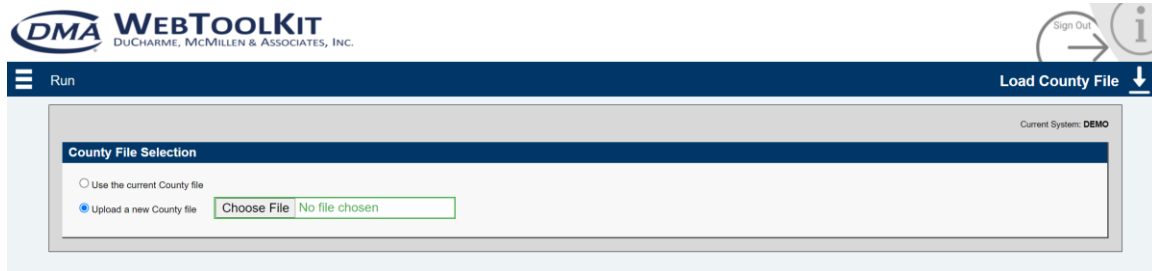 DMA WEBTOOLKIT
DUCHARME, MCMILLEN & ASSOCIATES, INC.
Sign Out
i
Run
Load County File
Current System: DEMO
County File Selection
Use the current County file
Upload a new County file Choose File No file chosen